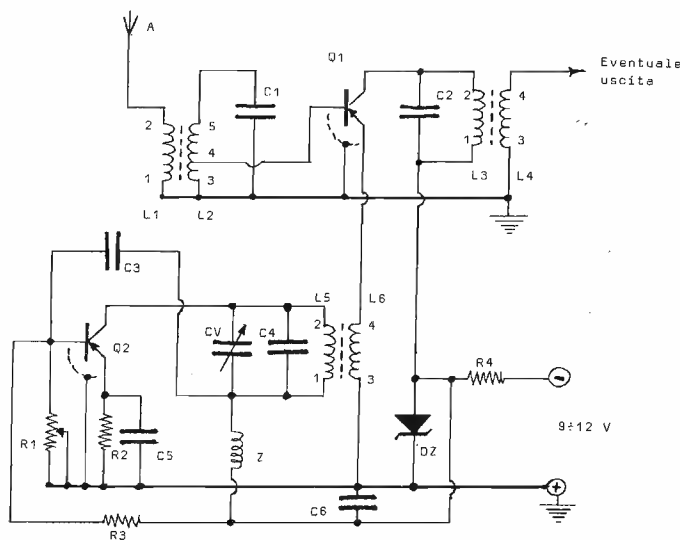 A
Q1
Eventuale
uscita
C1
C2
2
5
4
1
3
2
1
4
3
L1
L2
L3
L4
C3
L5
L6
Q2
CV
C4
2
4
1
3
R4
-
R1
R2
C5
Z
DZ
9÷12 V
+
C6
R3